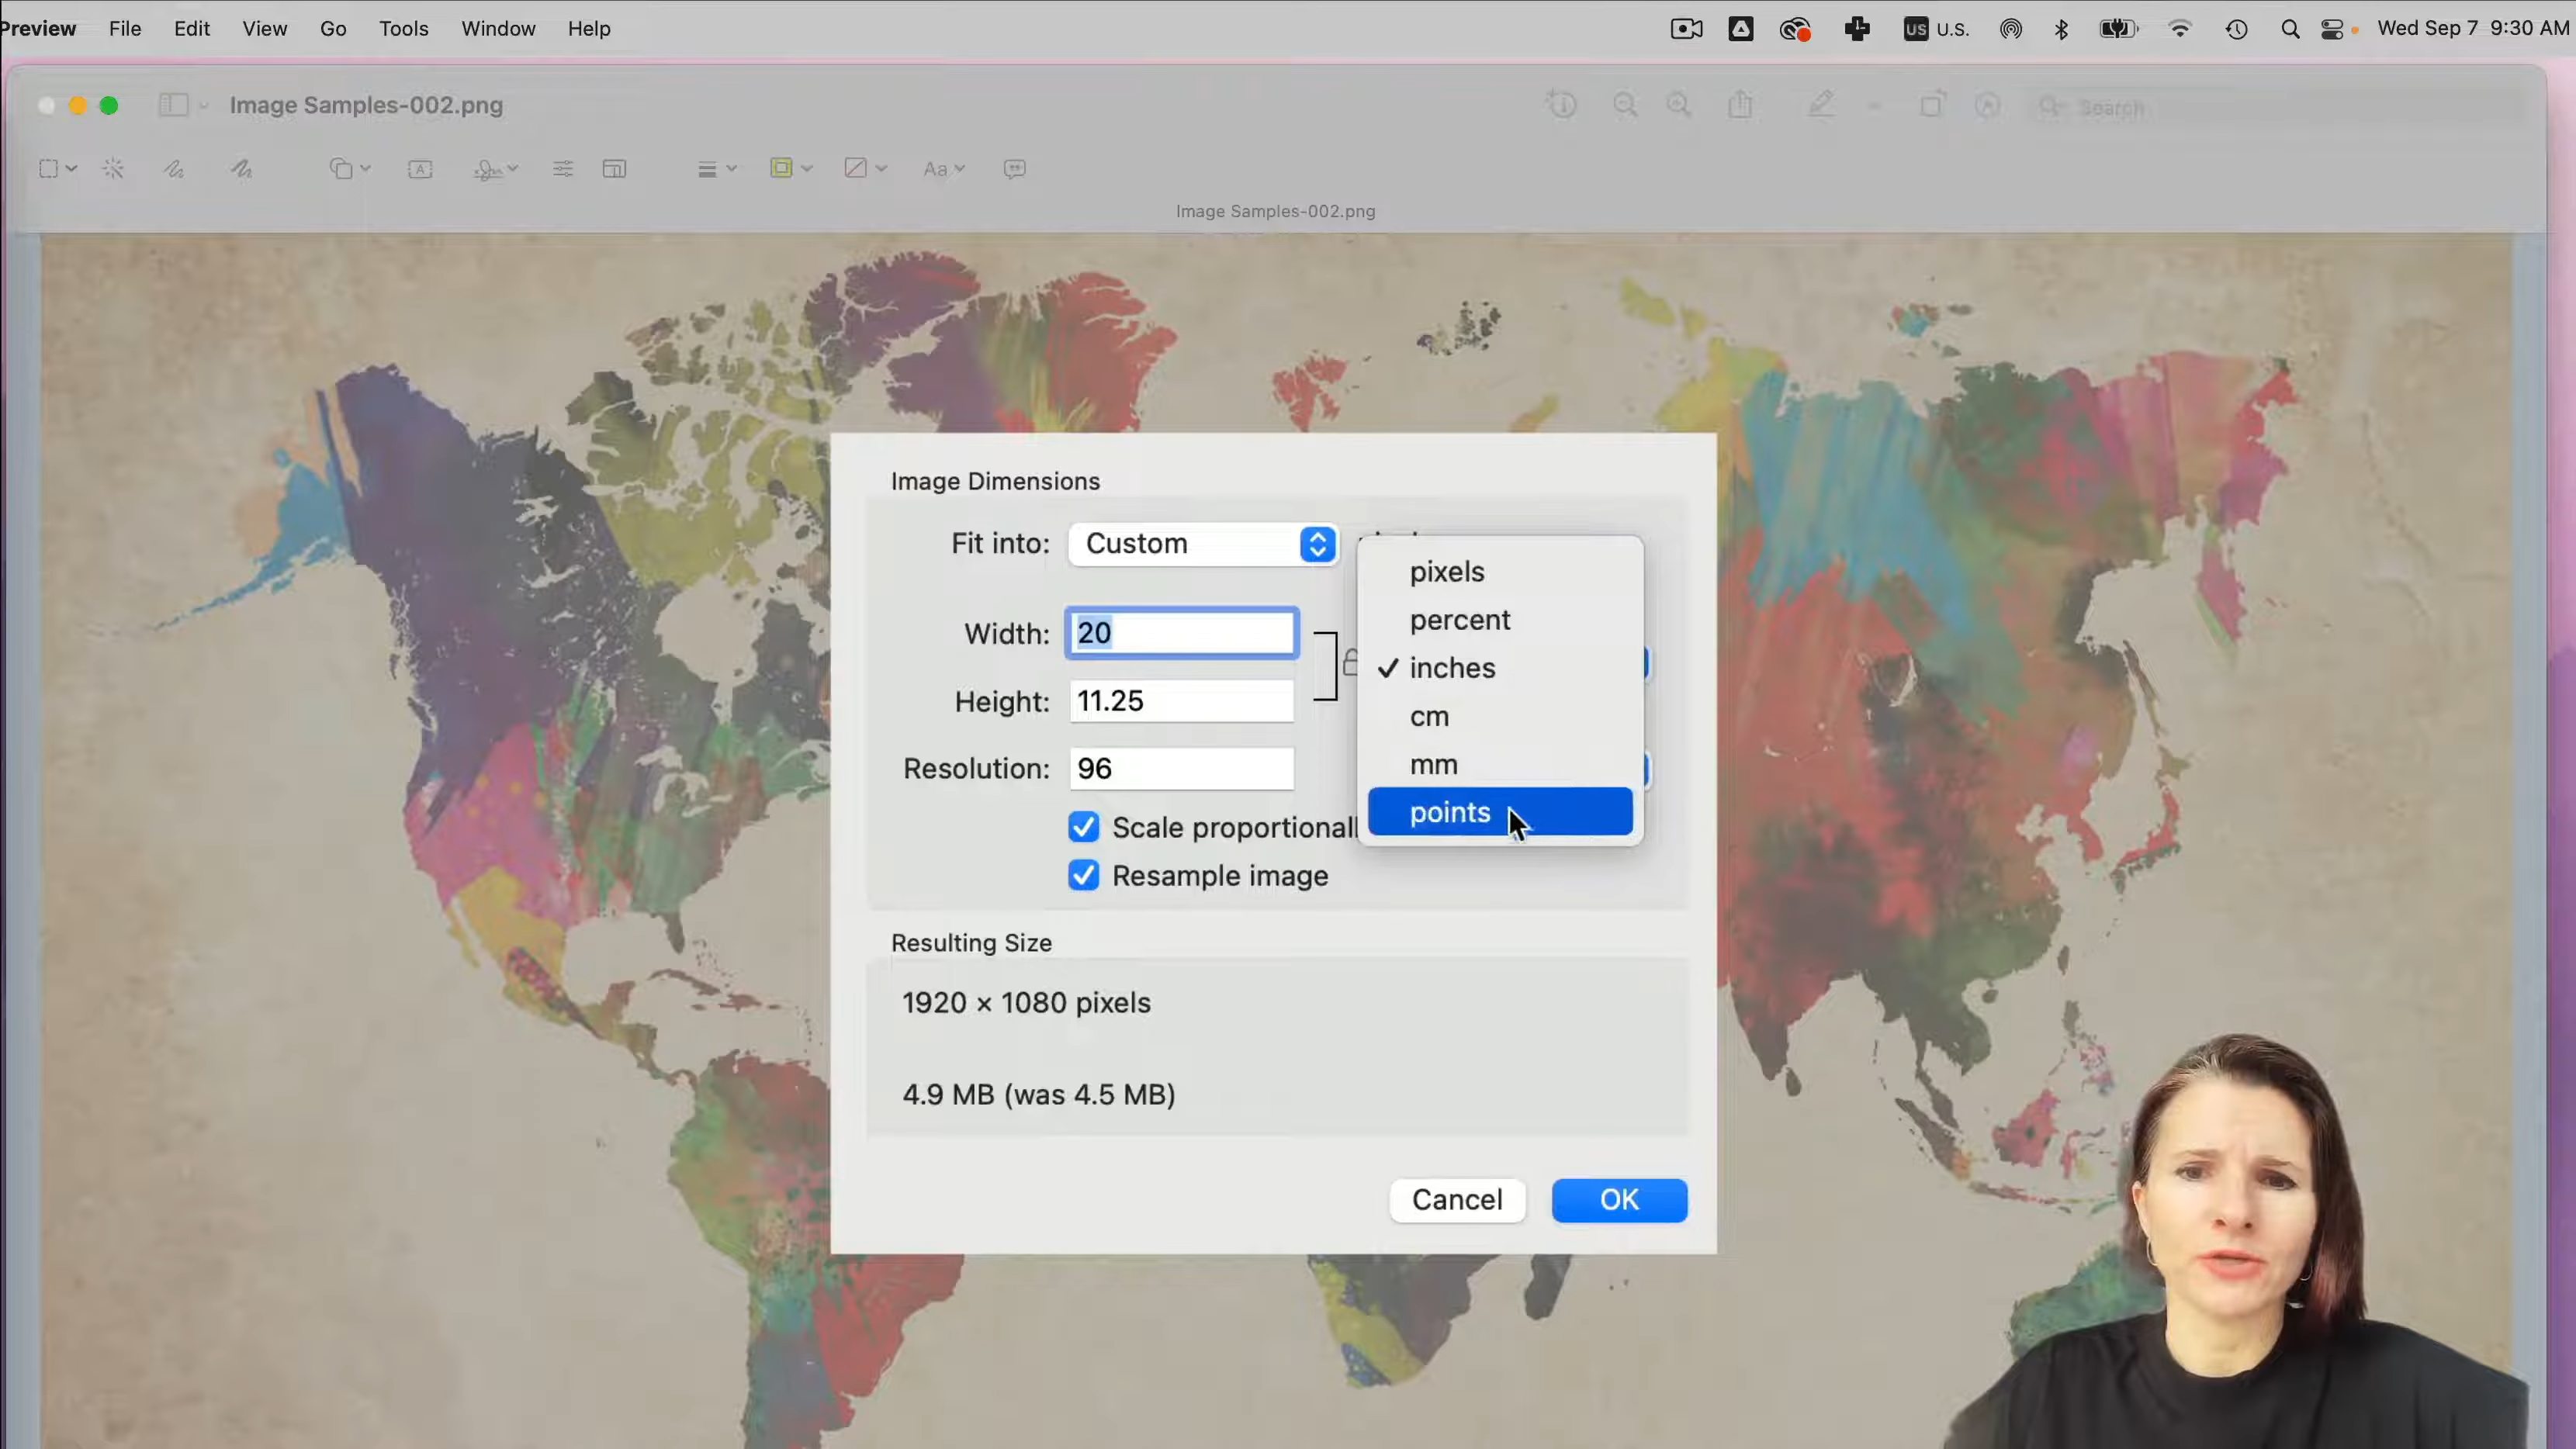 Preview File Edit View Go Tools Window Help US U.S. Wed Sep 7 9:30 AM
Image Samples-002.png Search
A Aa
Image Samples-002.png
Image Dimensions
Fit into: Custom
pixels
percent
Width: 20
inches
Height: 11.25
cm
Resolution: 96
mm
points
Scale proportionall
Resample image
Resulting Size
1920 × 1080 pixels
4.9 MB (was 4.5 MB)
Cancel OK